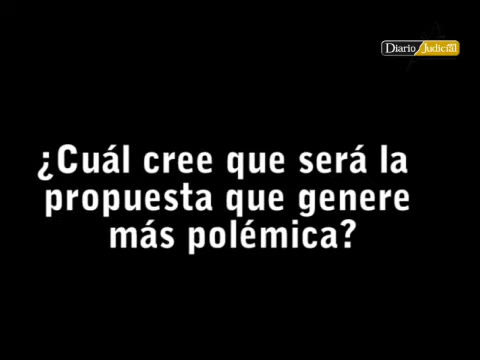 Diario Judicial
¿Cuál cree que será la
propuesta que genere
más polémica?